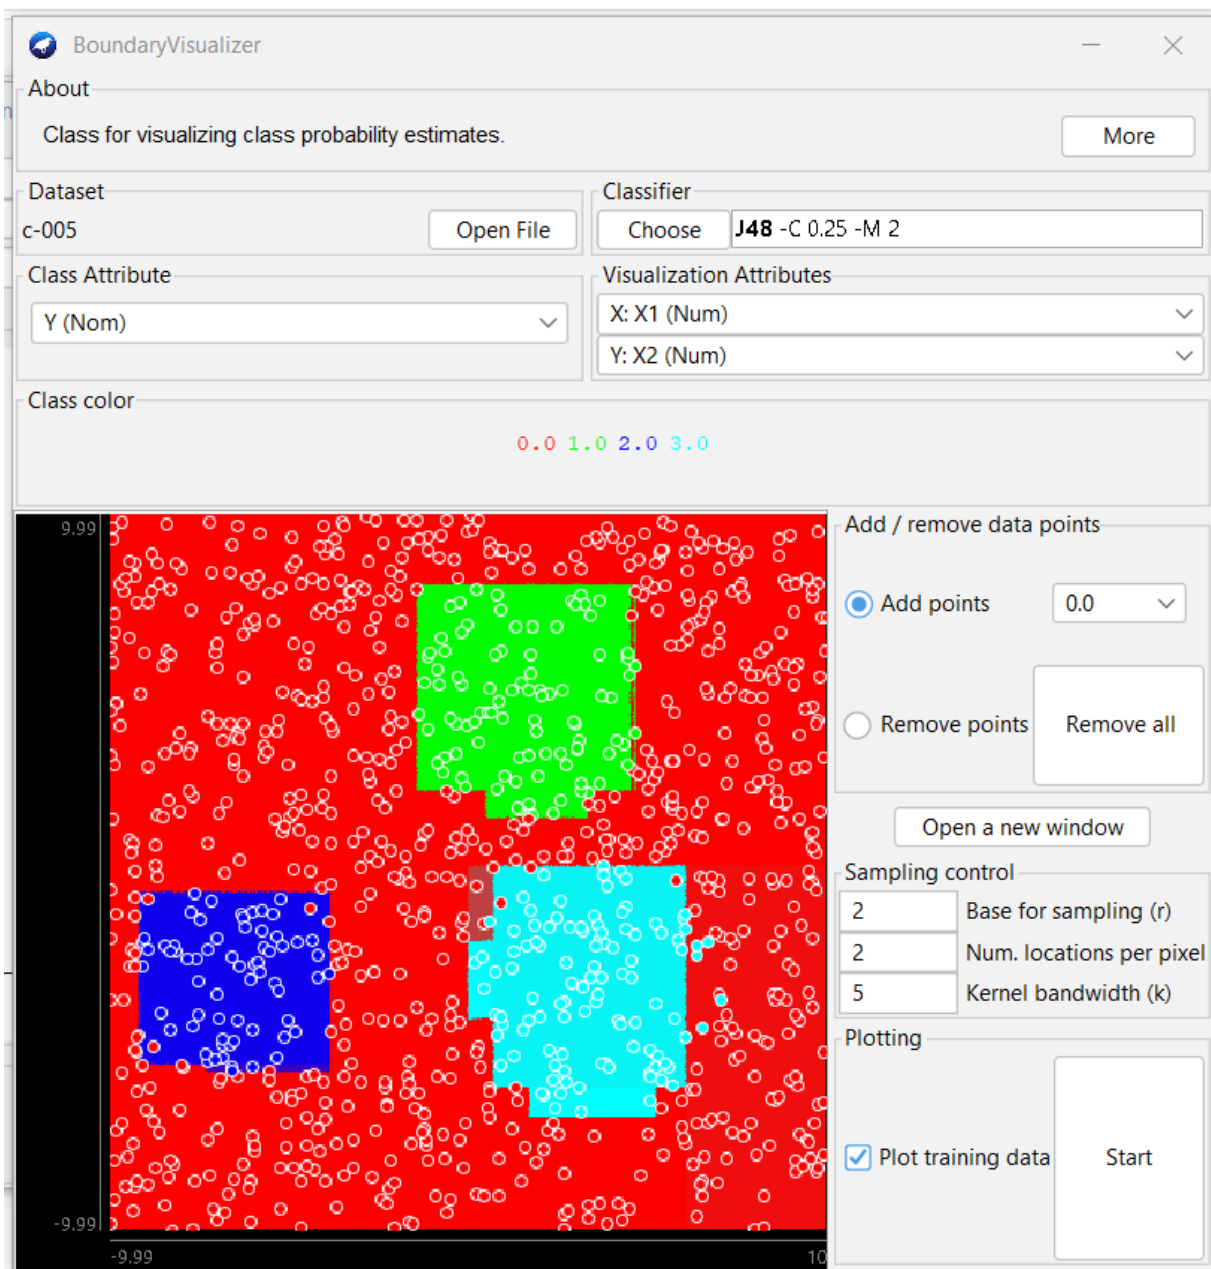 BoundaryVisualizer
About
Class for visualizing class probability estimates.
More
Dataset
c-005
Open File
Classifier
Choose
J48 -C 0.25 -M 2
Class Attribute
Y (Nom)
Visualization Attributes
X: X1 (Num)
Y: X2 (Num)
Class color
0.0 1.0 2.0 3.0
9.99
-9.99
-9.99
10
Add / remove data points
Add points
0.0
Remove points
Remove all
Open a new window
Sampling control
2
Base for sampling (r)
2
Num. locations per pixel
5
Kernel bandwidth (k)
Plotting
Plot training data
Start